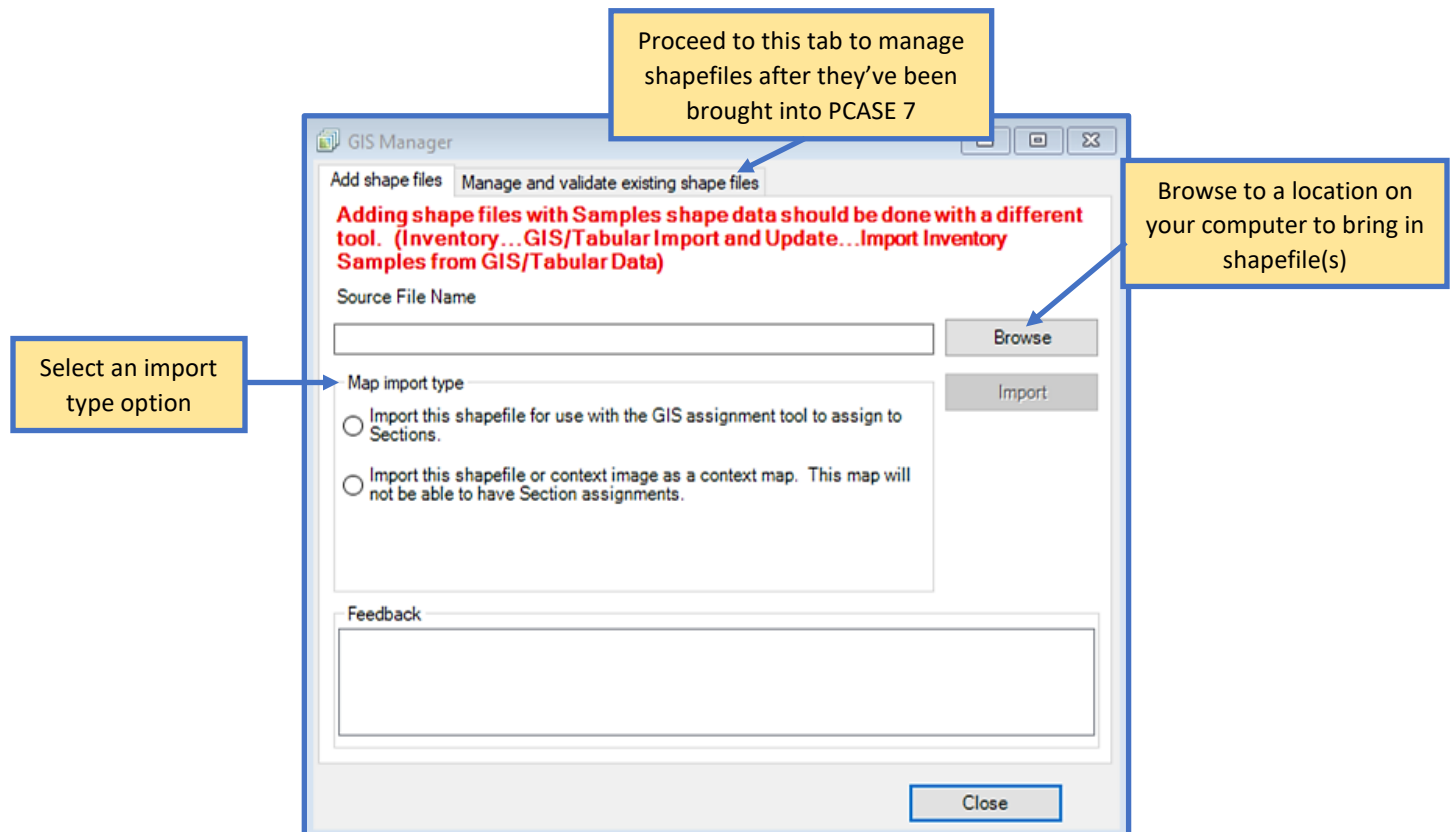 Proceed to this tab to manage
shapefiles after they’ve been
brought into PCASE 7
GIS Manager
Add shape files
Manage and validate existing shape files
Browse to a location on
your computer to bring in
shapefile(s)
Adding shape files with Samples shape data should be done with a different
tool. (Inventory...GIS/Tabular Import and Update...Import Inventory
Samples from GIS/Tabular Data)
Source File Name
Browse
Select an import
type option
Map import type
Import
Import this shapefile for use with the GIS assignment tool to assign to
Sections.
Import this shapefile or context image as a context map. This map will
not be able to have Section assignments.
Feedback
Close